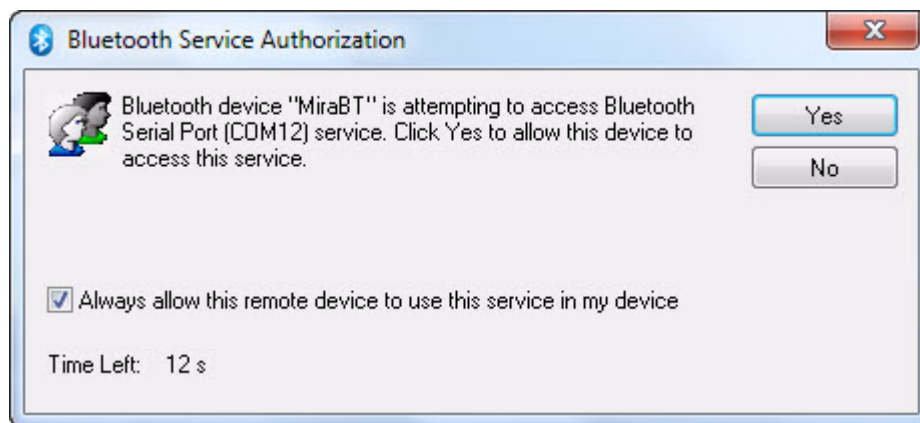 Bluetooth Service Authorization
Bluetooth device "MiraBT" is attempting to access Bluetooth
Serial Port (COM12) service. Click Yes to allow this device to
access this service.
Yes
No
Always allow this remote device to use this service in my device
Time Left: 12 s